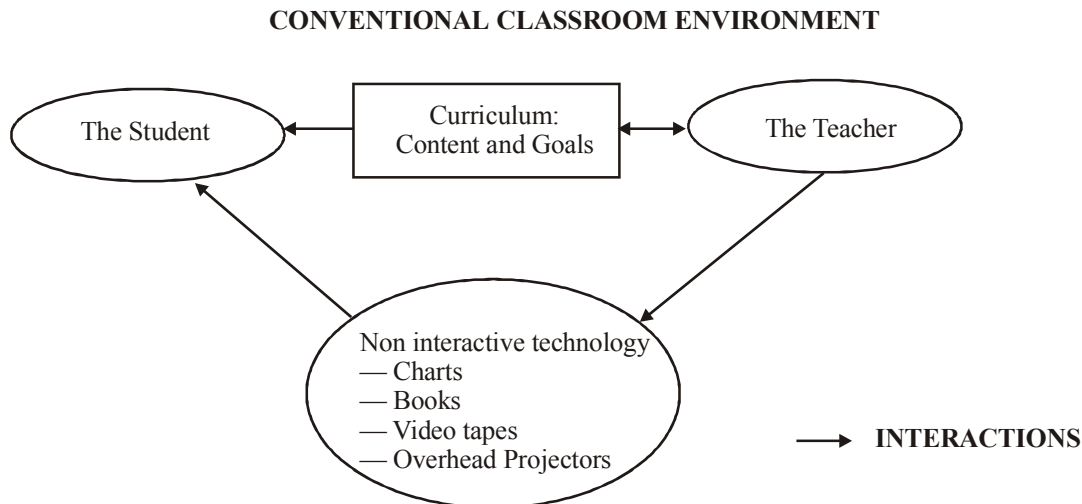 CONVENTIONAL CLASSROOM ENVIRONMENT
The Student
Curriculum:
Content and Goals
The Teacher
Non interactive technology
— Charts
— Books
— Video tapes
— Overhead Projectors
INTERACTIONS